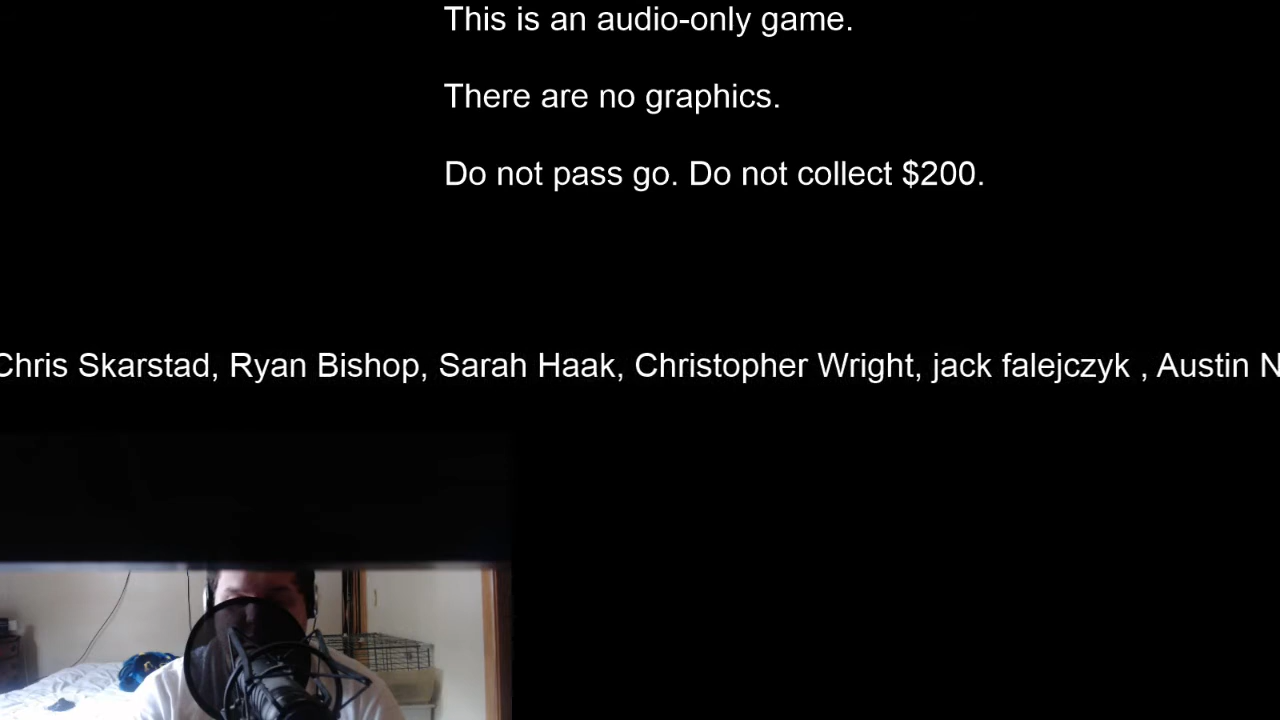 This is an audio-only game.
There are no graphics.
Do not pass go. Do not collect $200.
Chris Skarstad, Ryan Bishop, Sarah Haak, Christopher Wright, jack falejczyk , Austin N